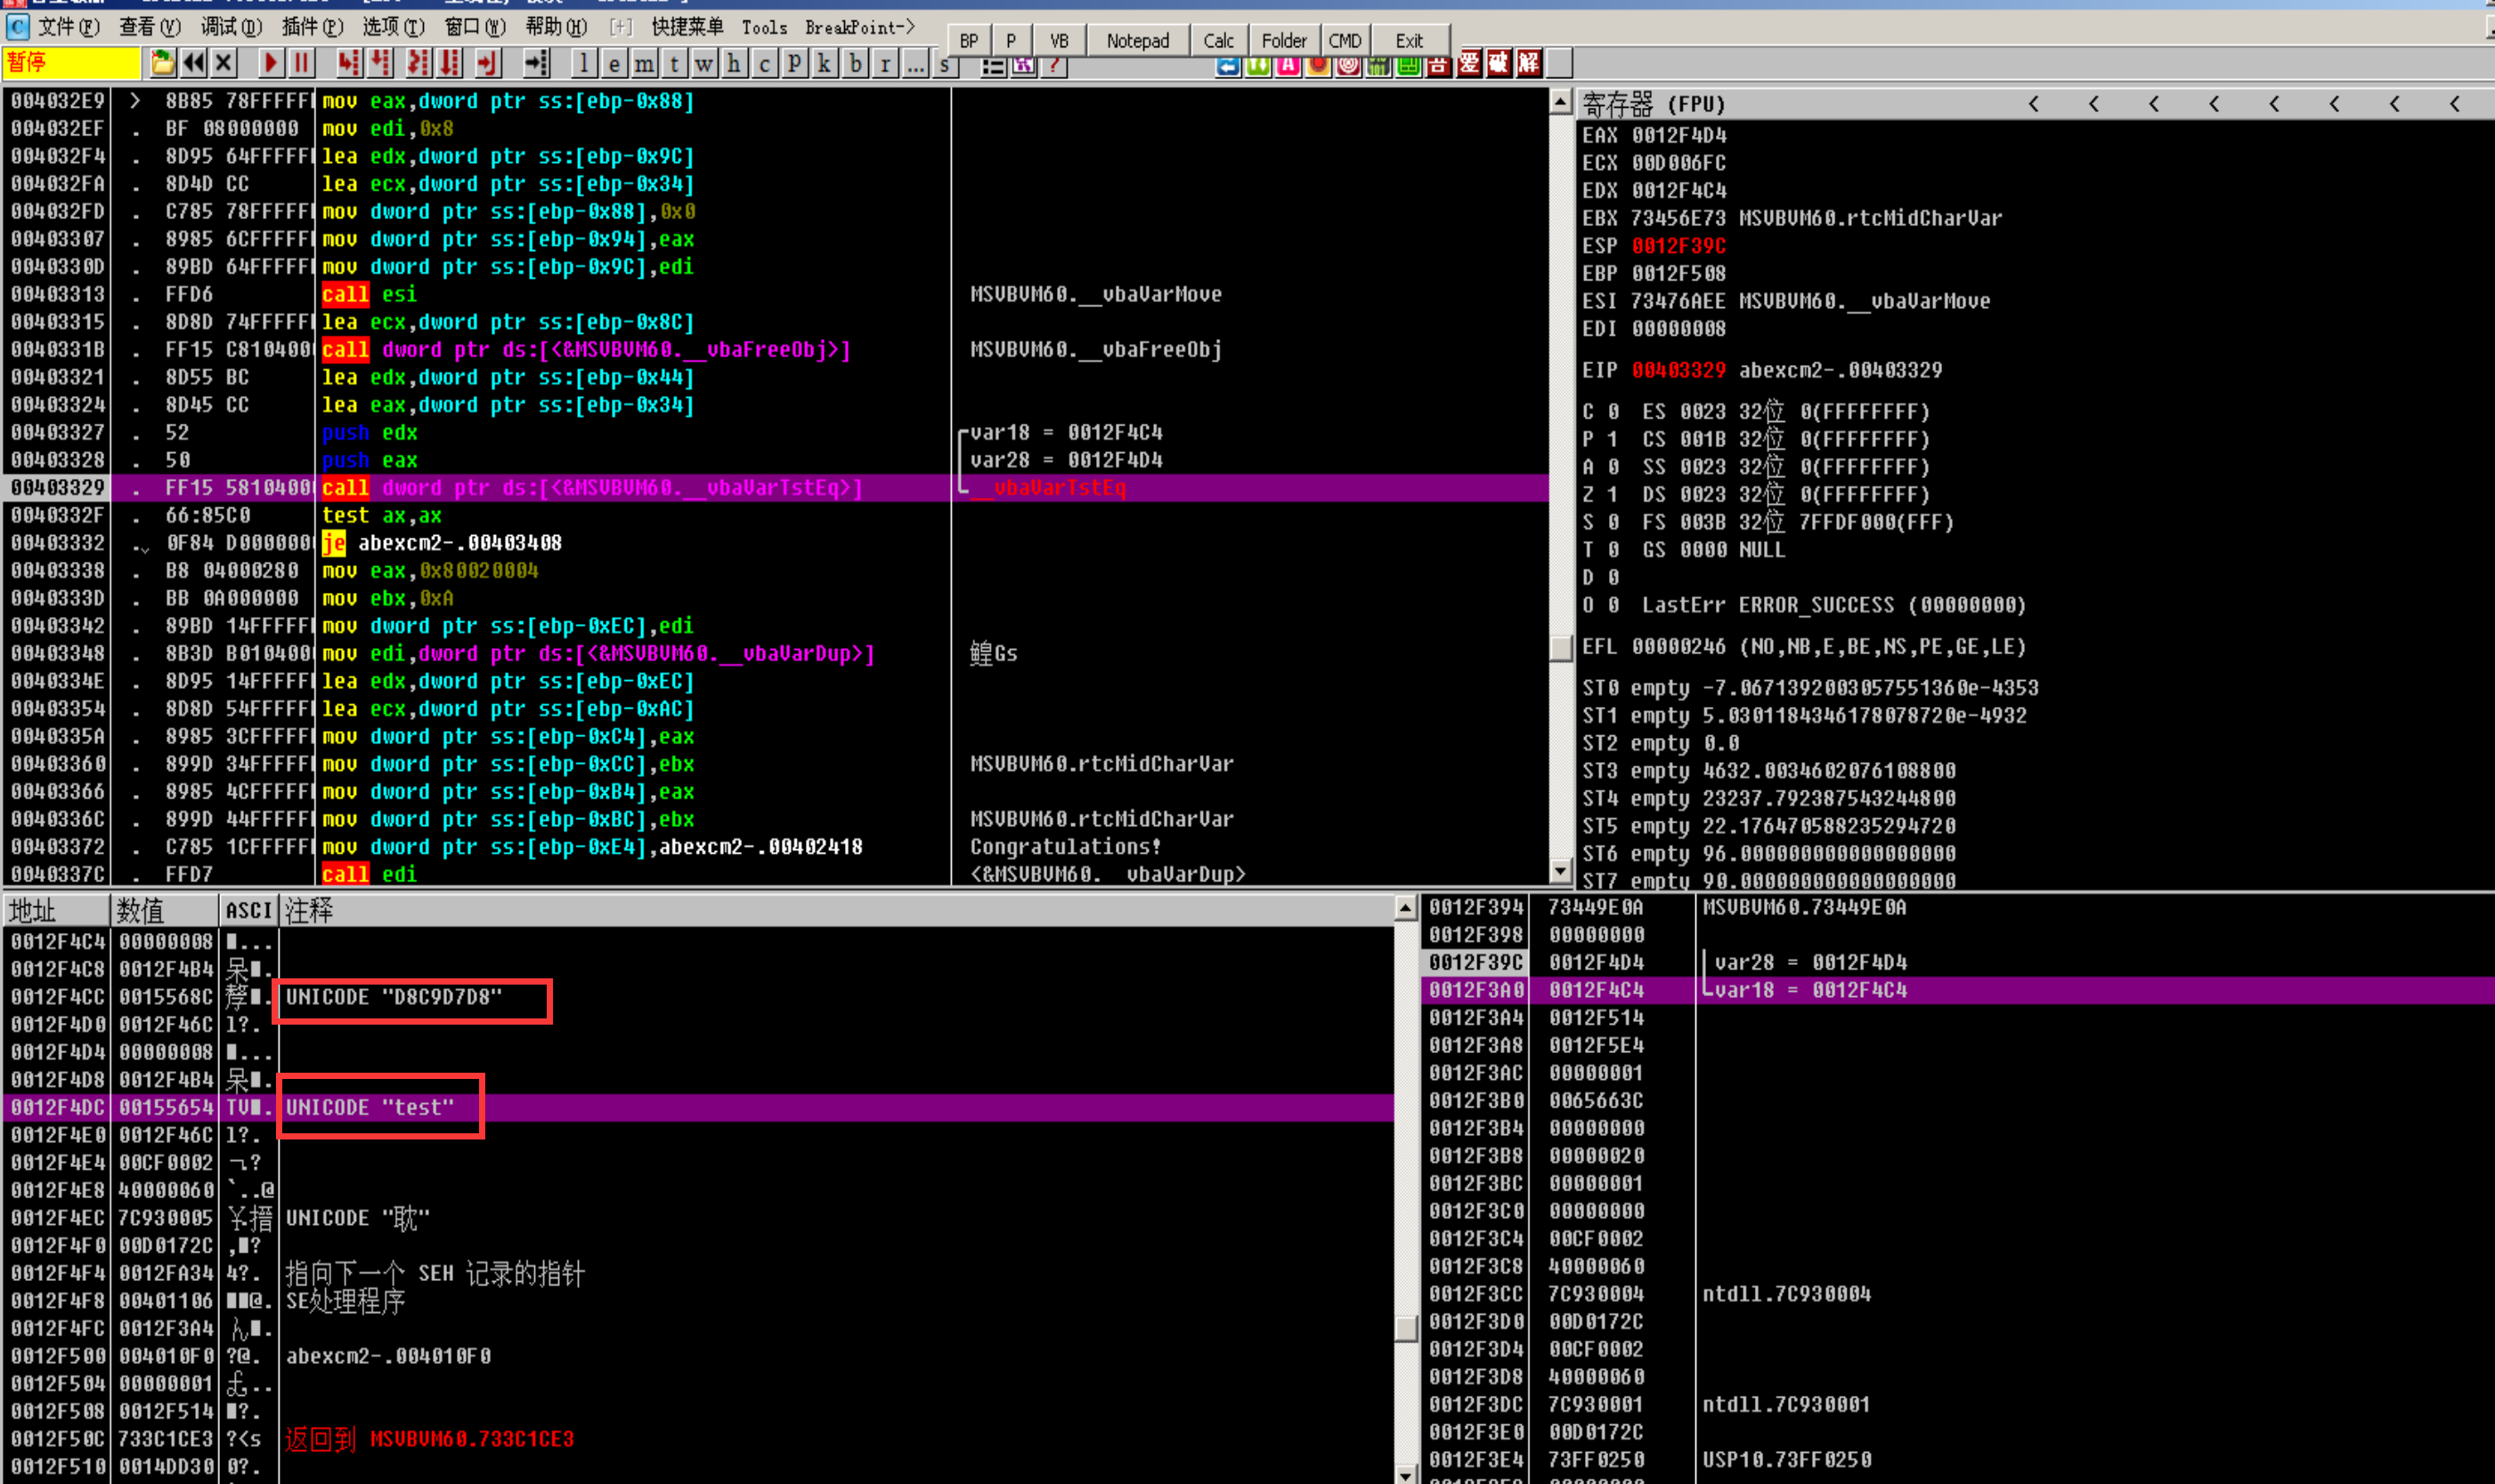 文件(F) 查看(V) 调试(D) 插件(P) 选项(T) 窗口(W) 帮助(H) [+] 快捷菜单 Tools BreakPoint->
BP P VB Notepad Calc Folder CMD Exit
暂停 l e m t w h c p k b r ... s ? 吾 爱 破 解
004032E9 > 8B85 78FFFFF mov eax,dword ptr ss:[ebp-0x88]
004032EF . BF 08000000 mov edi,0x8
004032F4 . 8D95 64FFFFF lea edx,dword ptr ss:[ebp-0x9C]
004032FA . 8D4D CC lea ecx,dword ptr ss:[ebp-0x34]
004032FD . C785 78FFFFF mov dword ptr ss:[ebp-0x88],0x0
00403307 . 8985 6CFFFFF mov dword ptr ss:[ebp-0x94],eax
0040330D . 89BD 64FFFFF mov dword ptr ss:[ebp-0x9C],edi
00403313 . FFD6 call esi MSVBVM60.__vbaVarMove
00403315 . 8D8D 74FFFFF lea ecx,dword ptr ss:[ebp-0x8C]
0040331B . FF15 C810400 call dword ptr ds:[<&MSVBVM60.__vbaFreeObj>] MSVBVM60.__vbaFreeObj
00403321 . 8D55 BC lea edx,dword ptr ss:[ebp-0x44]
00403324 . 8D45 CC lea eax,dword ptr ss:[ebp-0x34]
00403327 . 52 push edx var18 = 0012F4C4
00403328 . 50 push eax var28 = 0012F4D4
00403329 . FF15 5810400 call dword ptr ds:[<&MSVBVM60.__vbaVarTstEq>] __vbaVarTstEq
0040332F . 66:85C0 test ax,ax
00403332 . 0F84 D000000 je abexcm2-.00403408
00403338 . B8 04000280 mov eax,0x80020004
0040333D . BB 0A000000 mov ebx,0xA
00403342 . 89BD 14FFFFF mov dword ptr ss:[ebp-0xEC],edi
00403348 . 8B3D B010400 mov edi,dword ptr ds:[<&MSVBVM60.__vbaVarDup>] 鰉Gs
0040334E . 8D95 14FFFFF lea edx,dword ptr ss:[ebp-0xEC]
00403354 . 8D8D 54FFFFF lea ecx,dword ptr ss:[ebp-0xAC]
0040335A . 8985 3CFFFFF mov dword ptr ss:[ebp-0xC4],eax
00403360 . 899D 34FFFFF mov dword ptr ss:[ebp-0xCC],ebx MSVBVM60.rtcMidCharVar
00403366 . 8985 4CFFFFF mov dword ptr ss:[ebp-0xB4],eax
0040336C . 899D 44FFFFF mov dword ptr ss:[ebp-0xBC],ebx MSVBVM60.rtcMidCharVar
00403372 . C785 1CFFFFF mov dword ptr ss:[ebp-0xE4],abexcm2-.00402418 Congratulations!
0040337C . FFD7 call edi <&MSVBVM60.__vbaVarDup>
寄存器 (FPU) < < < < < < < <
EAX 0012F4D4
ECX 00D006FC
EDX 0012F4C4
EBX 73456E73 MSVBVM60.rtcMidCharVar
ESP 0012F39C
EBP 0012F508
ESI 73476AEE MSVBVM60.__vbaVarMove
EDI 00000008
EIP 00403329 abexcm2-.00403329
C 0 ES 0023 32位 0(FFFFFFFF)
P 1 CS 001B 32位 0(FFFFFFFF)
A 0 SS 0023 32位 0(FFFFFFFF)
Z 1 DS 0023 32位 0(FFFFFFFF)
S 0 FS 003B 32位 7FFDF000(FFF)
T 0 GS 0000 NULL
D 0
O 0 LastErr ERROR_SUCCESS (00000000)
EFL 00000246 (NO,NB,E,BE,NS,PE,GE,LE)
ST0 empty -7.0671392003057551360e-4353
ST1 empty 5.0301184346178078720e-4932
ST2 empty 0.0
ST3 empty 4632.0034602076108800
ST4 empty 23237.792387543244800
ST5 empty 22.176470588235294720
ST6 empty 96.000000000000000000
ST7 empty 90.000000000000000000
地址 数值 ASCI 注释
0012F4C4 00000008 ...
0012F4C8 0012F4B4 呆.
0012F4CC 0015568C . UNICODE "D8C9D7D8"
0012F4D0 0012F46C l?.
0012F4D4 00000008 ...
0012F4D8 0012F4B4 呆.
0012F4DC 00155654 TV. UNICODE "test"
0012F4E0 0012F46C l?.
0012F4E4 00CF0002 ¬?
0012F4E8 40000060 `..@
0012F4EC 7C930005 UNICODE "耽"
0012F4F0 00D0172C ,?
0012F4F4 0012FA34 4?. 指向下一个 SEH 记录的指针
0012F4F8 00401106 @. SE处理程序
0012F4FC 0012F3A4 .
0012F500 004010F0 ?@. abexcm2-.004010F0
0012F504 00000001 ..
0012F508 0012F514 ?.
0012F50C 733C1CE3 ?<s 返回到 MSVBVM60.733C1CE3
0012F510 0014DD30 0?.
0012F394 73449E0A MSVBVM60.73449E0A
0012F398 00000000
0012F39C 0012F4D4 var28 = 0012F4D4
0012F3A0 0012F4C4 var18 = 0012F4C4
0012F3A4 0012F514
0012F3A8 0012F5E4
0012F3AC 00000001
0012F3B0 0065663C
0012F3B4 00000000
0012F3B8 00000020
0012F3BC 00000001
0012F3C0 00000000
0012F3C4 00CF0002
0012F3C8 40000060
0012F3CC 7C930004 ntdll.7C930004
0012F3D0 00D0172C
0012F3D4 00CF0002
0012F3D8 40000060
0012F3DC 7C930001 ntdll.7C930001
0012F3E0 00D0172C
0012F3E4 73FF0250 USP10.73FF0250